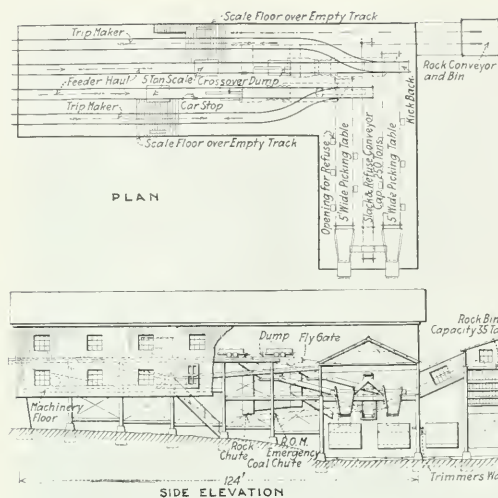 Scale Floor over Empty Track
Trip Maker
Rock Conveyor
and Bin
Feeder Haul
5 Ton Scale
Crossover Dump
Kick Back
Trip Maker
Car Stop
Scale Floor over Empty Track
Opening for Refuse
5' Wide Picking Table
Slack & Refuse Conveyor
Cap.-250 Tons
5' Wide Picking Table
PLAN
Rock Bin
Capacity 35 To
Dump
Fly Gate
Machinery
Floor
Rock
Chute
R.O.M.
Emergency
Coal Chute
124'
Trimmers Wa
SIDE ELEVATION